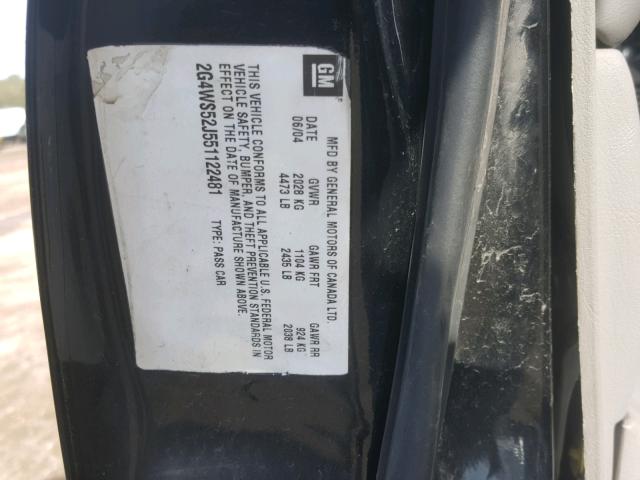 GM
MFD BY GENERAL MOTORS OF CANADA LTD.
DATE GVWR GAWR FRT GAWR RR
06/04 2028 KG 1104 KG 924 KG
4473 LB 2435 LB 2038 LB
THIS VEHICLE CONFORMS TO ALL APPLICABLE U.S. FEDERAL MOTOR
VEHICLE SAFETY, BUMPER, AND THEFT PREVENTION STANDARDS IN
EFFECT ON THE DATE OF MANUFACTURE SHOWN ABOVE.
2G4WS52J551122481 TYPE: PASS CAR